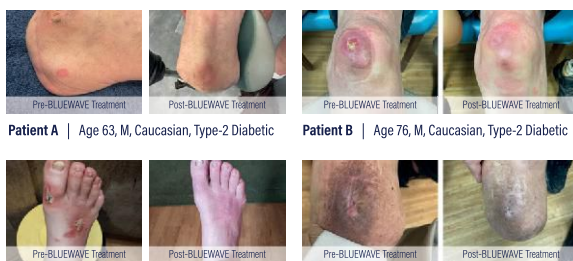 Pre-BLUEWAVE Treatment
Post-BLUEWAVE Treatment
Pre-BLUEWAVE Treatment
Post-BLUEWAVE Treatment
Patient A | Age 63, M, Caucasian, Type-2 Diabetic
Patient B | Age 76, M, Caucasian, Type-2 Diabetic
Pre-BLUEWAVE Treatment
Post-BLUEWAVE Treatment
Pre-BLUEWAVE Treatment
Post-BLUEWAVE Treatment